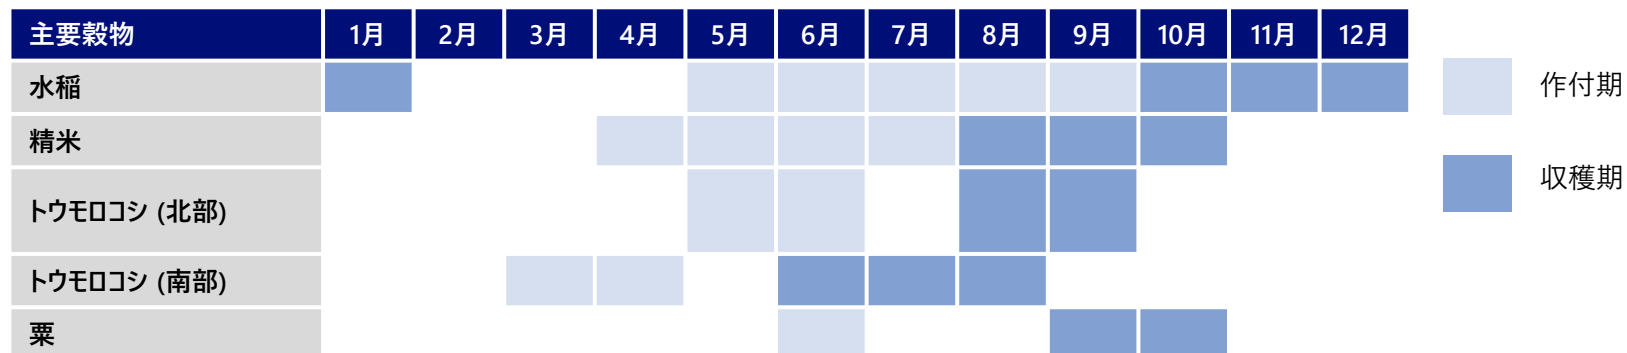 主要穀物 1月 2月 3月 4月 5月 6月 7月 8月 9月 10月 11月 12月
水稲
作付期
精米
収穫期
トウモロコシ (北部)
トウモロコシ (南部)
粟